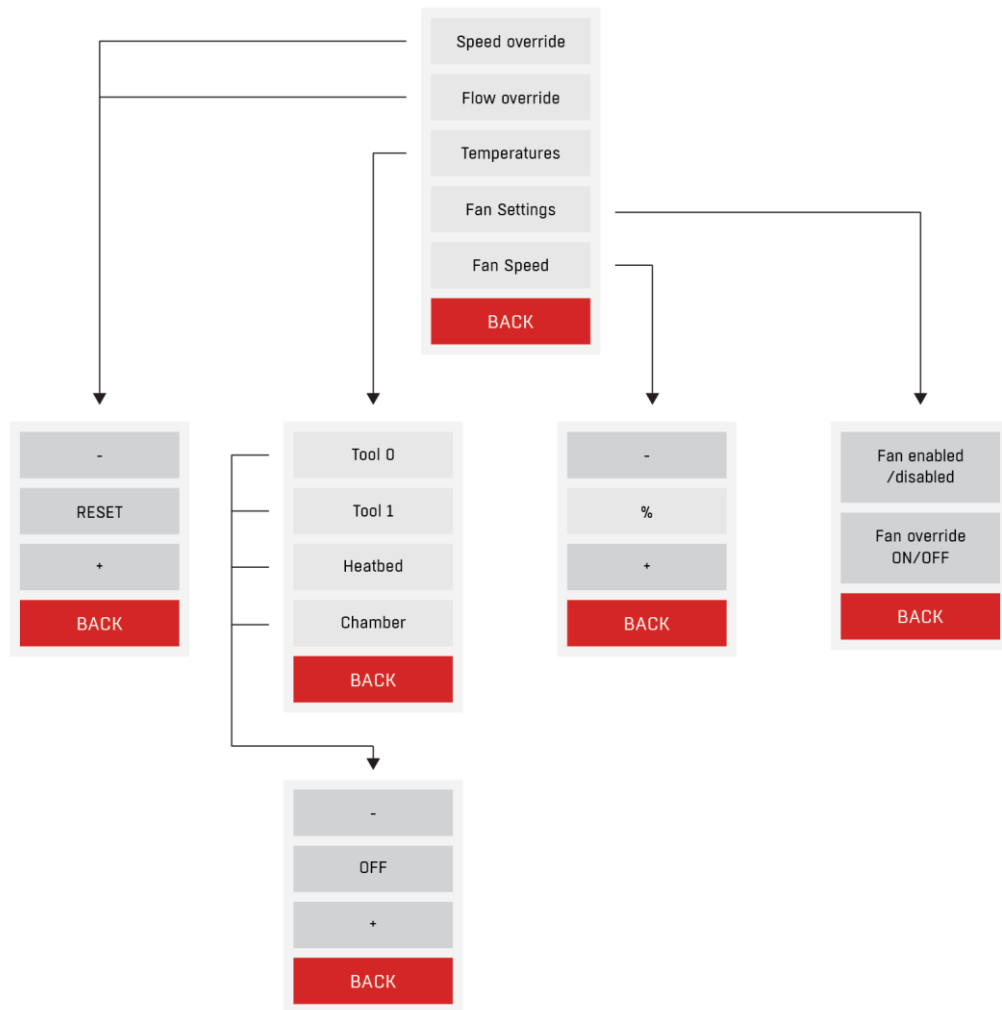 Speed override
Flow override
Temperatures
Fan Settings
Fan Speed
BACK
-
RESET
+
BACK
Tool 0
Tool 1
Heatbed
Chamber
BACK
-
%
+
BACK
Fan enabled
/disabled
Fan override
ON/OFF
BACK
-
OFF
+
BACK